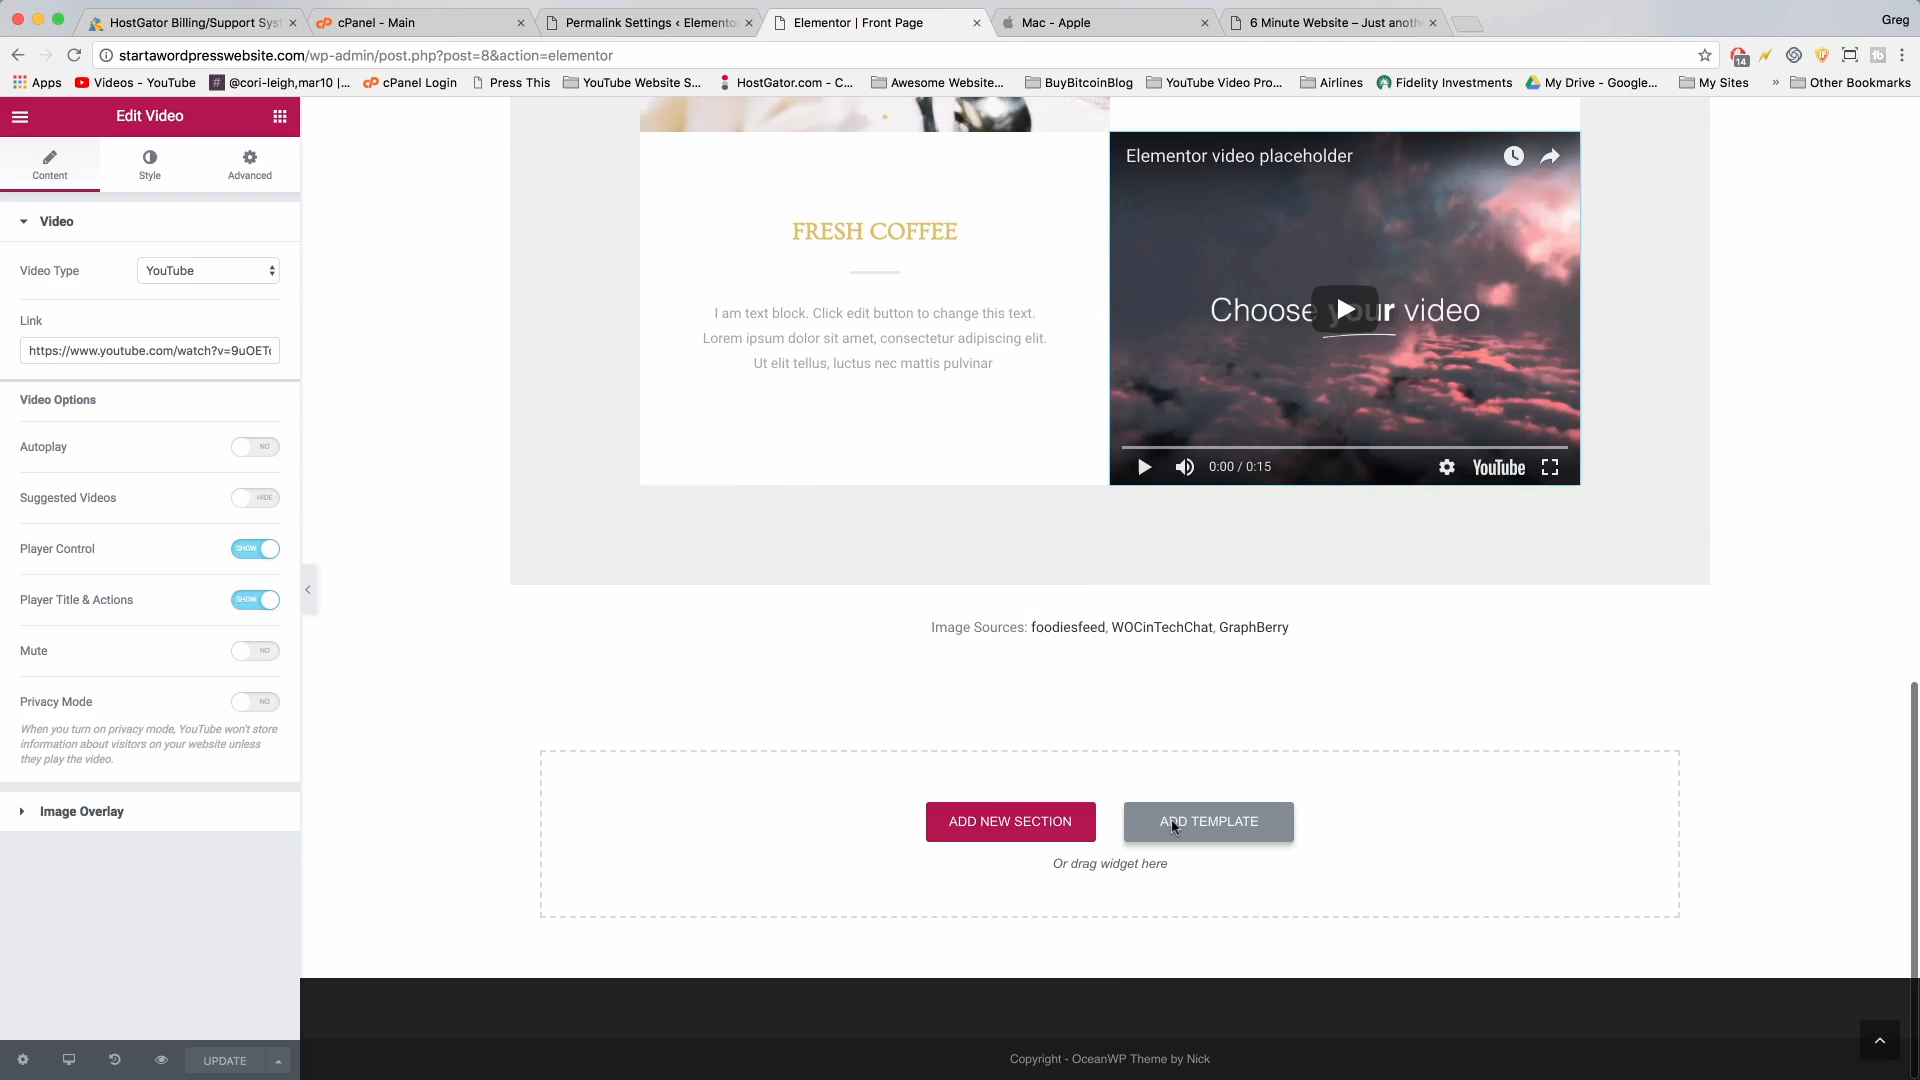 HostGator Billing/Support Syst
cPanel - Main
Permalink Settings ‹ Elementor
Elementor | Front Page
Mac - Apple
6 Minute Website – Just anoth
Greg
startawordpresswebsite.com/wp-admin/post.php?post=8&action=elementor
14
Apps
Videos - YouTube
@cori-leigh,mar10 |...
cPanel Login
Press This
YouTube Website S...
HostGator.com - C...
Awesome Website...
BuyBitcoinBlog
YouTube Video Pro...
Airlines
Fidelity Investments
My Drive - Google...
My Sites
»
Other Bookmarks
Edit Video
Content
Style
Advanced
Video
Video Type
YouTube
Link
https://www.youtube.com/watch?v=9uOETc
Video Options
Autoplay
NO
Suggested Videos
HIDE
Player Control
SHOW
Player Title & Actions
SHOW
Mute
NO
Privacy Mode
NO
When you turn on privacy mode, YouTube won't store
information about visitors on your website unless
they play the video.
Image Overlay
UPDATE
FRESH COFFEE
I am text block. Click edit button to change this text.
Lorem ipsum dolor sit amet, consectetur adipiscing elit.
Ut elit tellus, luctus nec mattis pulvinar
Elementor video placeholder
Choose your video
0:00 / 0:15
YouTube
Image Sources: foodiesfeed, WOCinTechChat, GraphBerry
ADD NEW SECTION
ADD TEMPLATE
Or drag widget here
Copyright - OceanWP Theme by Nick